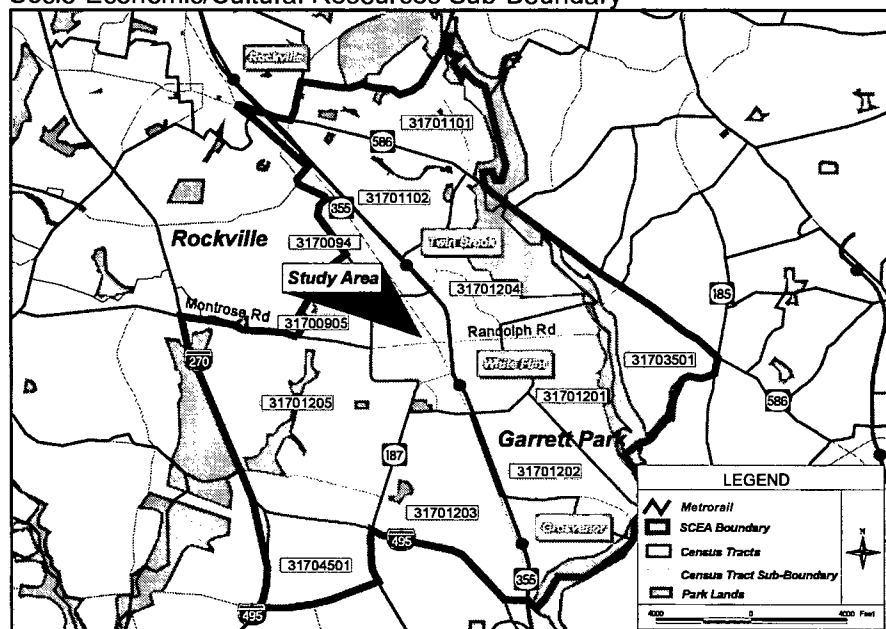 Socio-Economic/Cultural Resources Sub-Boundary
Rockville
31701101
586
31701102
355
Rockville
3170094
Twin Brook
Study Area
31701204
185
Montrose Rd
31700905
Randolph Rd
270
White Flint
31703501
31701205
31701201
586
Garrett Park
187
31701202
LEGEND
Metrorail
SCEA Boundary
Census Tracts
Census Tract Sub-Boundary
Park Lands
N
4000 0 4000 Feet
31701203
Grosvenor
495
31704501
355
495